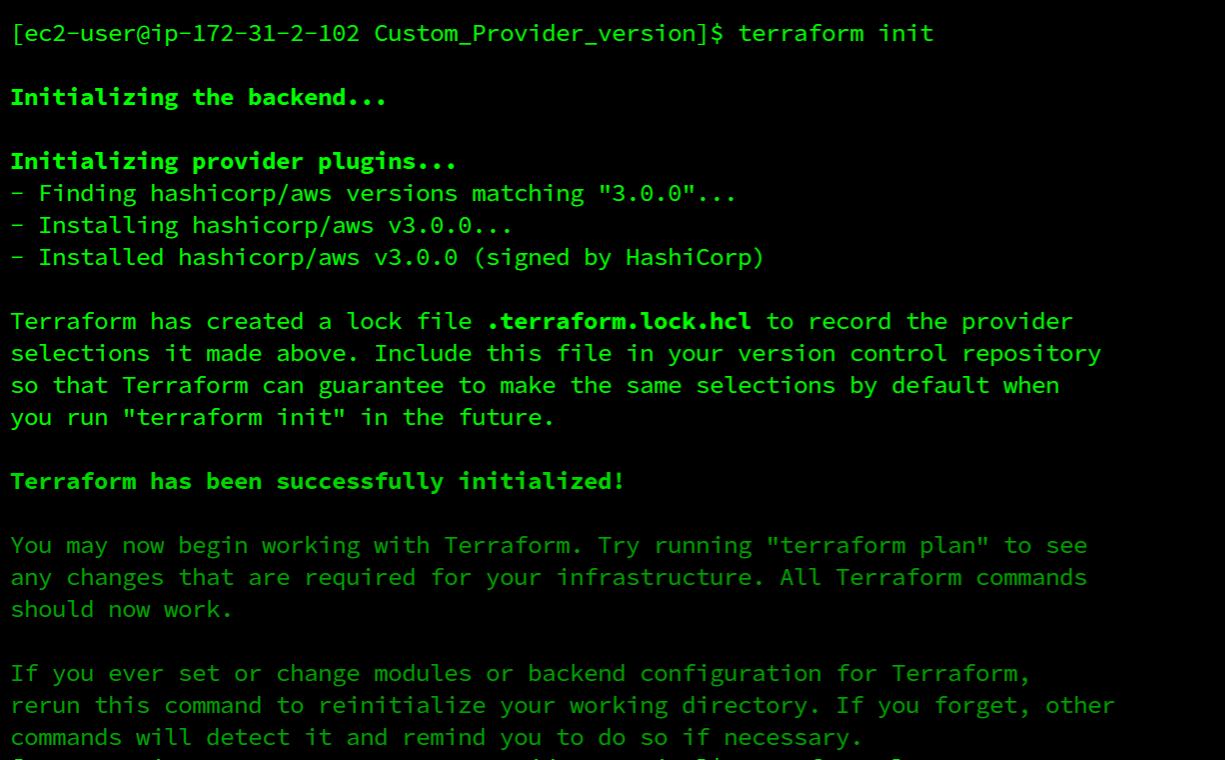 [ec2-user@ip-172-31-2-102 Custom_Provider_version]$ terraform init
Initializing the backend...
Initializing provider plugins...
- Finding hashicorp/aws versions matching "3.0.0"...
- Installing hashicorp/aws v3.0.0...
- Installed hashicorp/aws v3.0.0 (signed by HashiCorp)
Terraform has created a lock file .terraform.lock.hcl to record the provider
selections it made above. Include this file in your version control repository
so that Terraform can guarantee to make the same selections by default when
you run "terraform init" in the future.
Terraform has been successfully initialized!
You may now begin working with Terraform. Try running "terraform plan" to see
any changes that are required for your infrastructure. All Terraform commands
should now work.
If you ever set or change modules or backend configuration for Terraform,
rerun this command to reinitialize your working directory. If you forget, other
commands will detect it and remind you to do so if necessary.